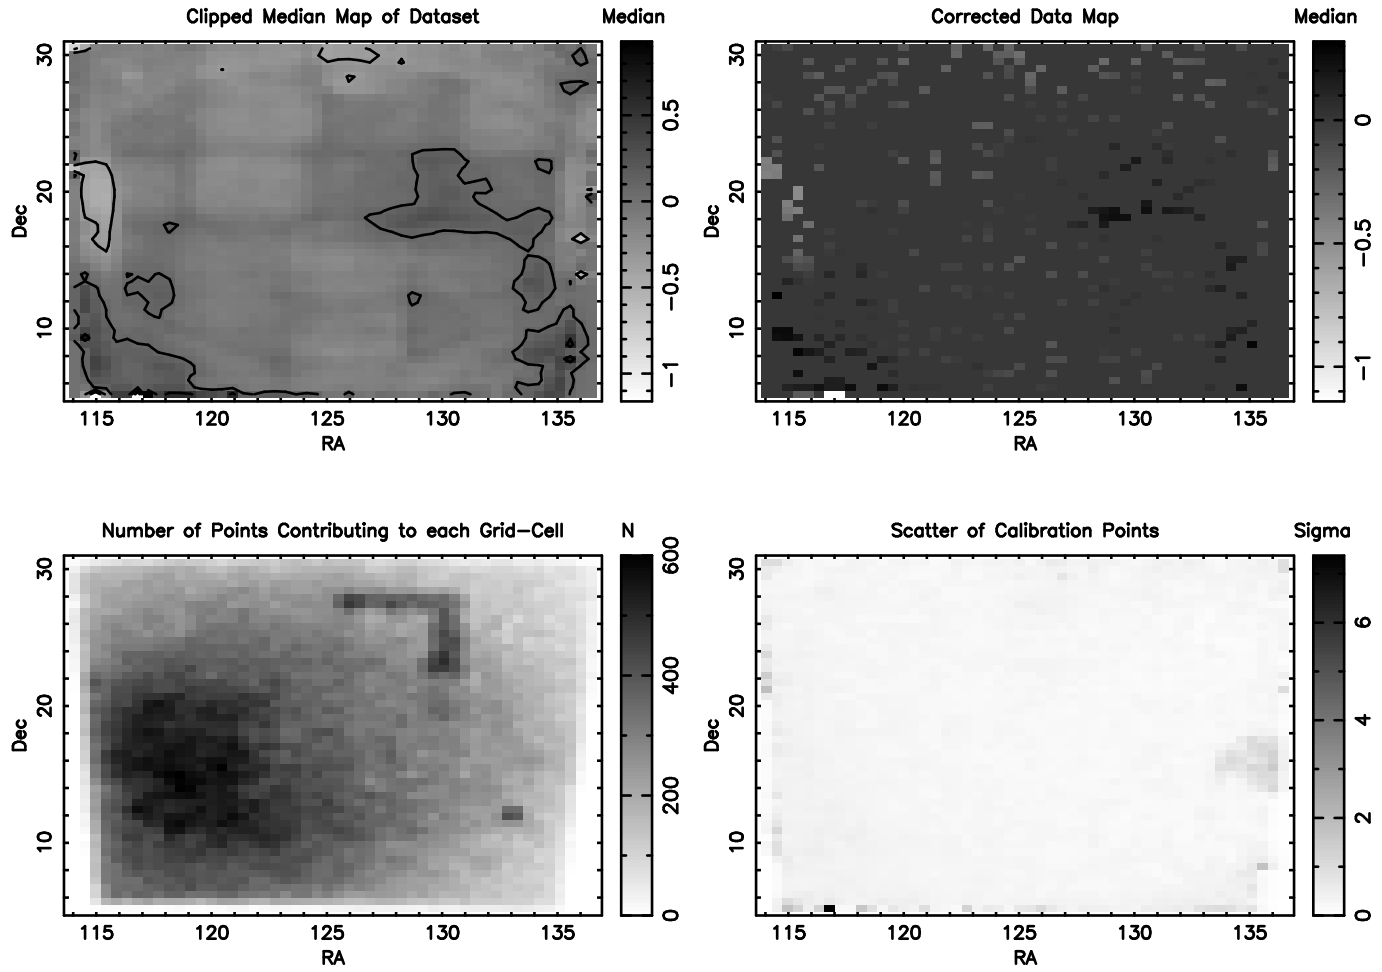 Clipped Median Map of Dataset
Median
30
20
10
Dec
115
120
125
130
135
RA
0.5
0
−0.5
−1
Corrected Data Map
Median
30
20
10
Dec
115
120
125
130
135
RA
0
−0.5
−1
Number of Points Contributing to each Grid−Cell
N
30
20
10
Dec
115
120
125
130
135
RA
600
400
200
0
Scatter of Calibration Points
Sigma
30
20
10
Dec
115
120
125
130
135
RA
6
4
2
0